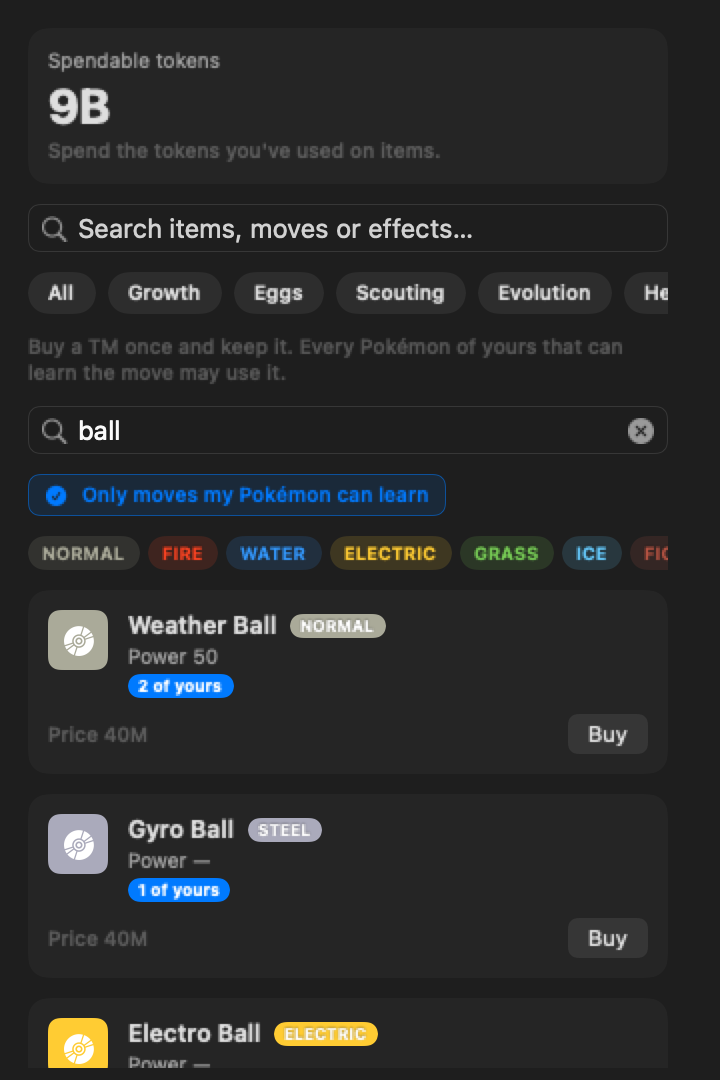 Spendable tokens
9B
Spend the tokens you've used on items.
Search items, moves or effects...
All Growth Eggs Scouting Evolution He
Buy a TM once and keep it. Every Pokémon of yours that can
learn the move may use it.
ball
Only moves my Pokémon can learn
NORMAL FIRE WATER ELECTRIC GRASS ICE FIG
Weather Ball NORMAL
Power 50
2 of yours
Price 40M Buy
Gyro Ball STEEL
Power —
1 of yours
Price 40M Buy
Electro Ball ELECTRIC
Power —